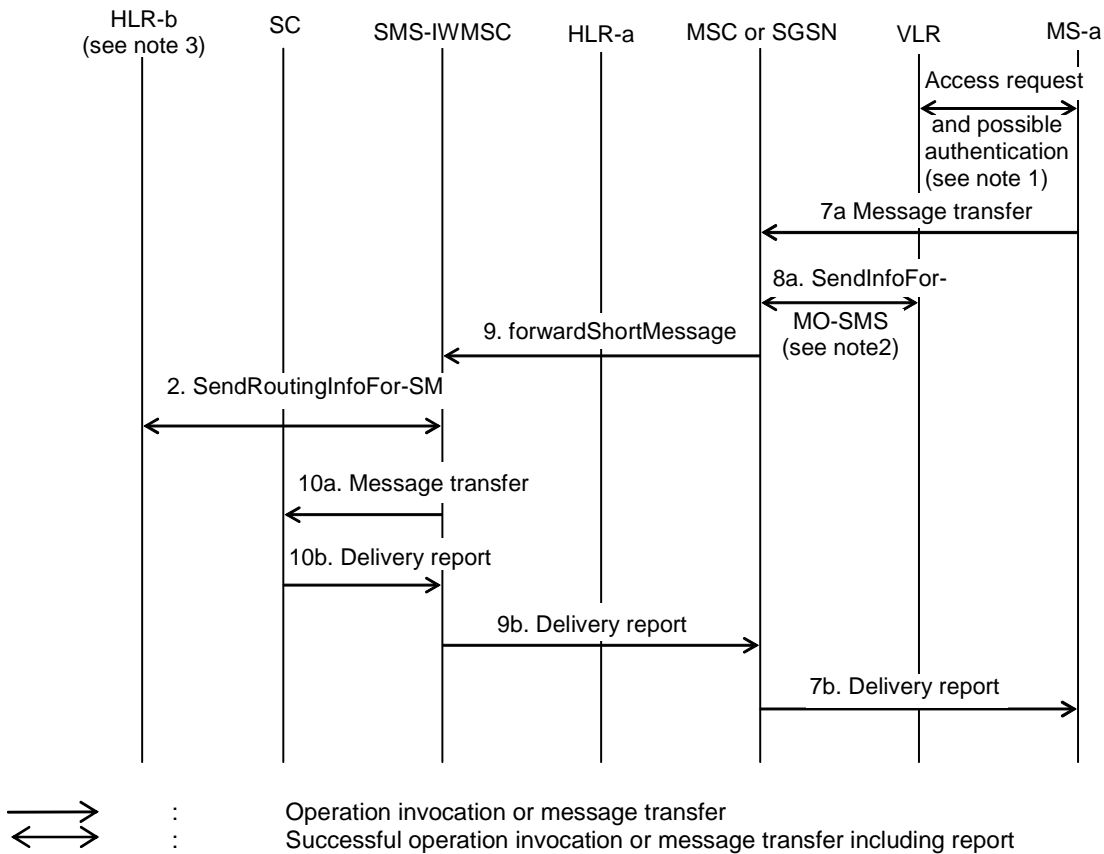 HLR-b
(see note 3)
SC
SMS-IWMSC
HLR-a
MSC or SGSN
VLR
MS-a
Access request
and possible
authentication
(see note 1)
7a Message transfer
8a. SendInfoFor-
MO-SMS
(see note2)
9. forwardShortMessage
2. SendRoutingInfoFor-SM
10a. Message transfer
10b. Delivery report
9b. Delivery report
7b. Delivery report
: Operation invocation or message transfer
: Successful operation invocation or message transfer including report